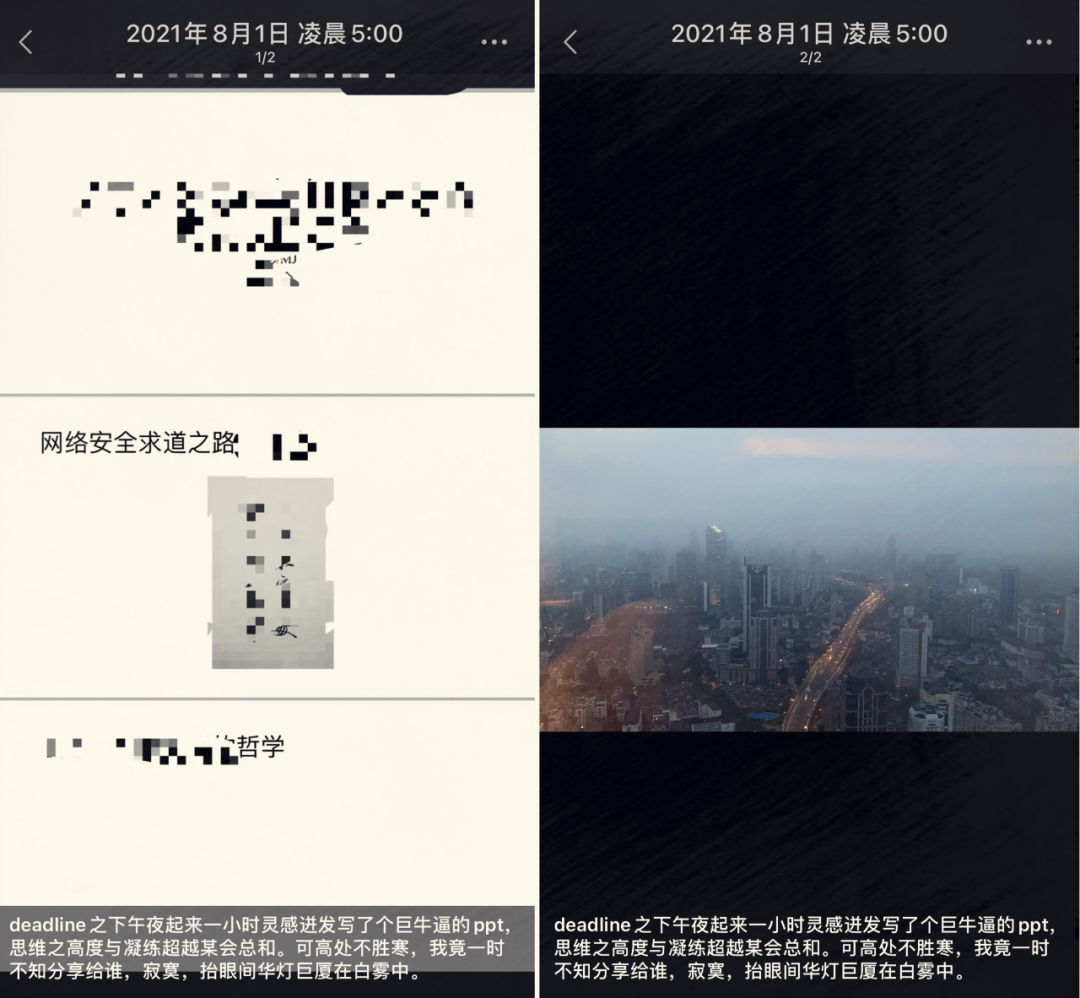 2021年8月1日 凌晨5:00
1/2
网络安全求道之路
哲学
deadline之下午夜起来一小时灵感迸发写了个巨牛逼的ppt,
思维之高度与凝练超越某会总和。可高处不胜寒，我竟一时
不知分享给谁，寂寞，抬眼间华灯巨厦在白雾中。
2021年8月1日 凌晨5:00
2/2
deadline之下午夜起来一小时灵感迸发写了个巨牛逼的ppt,
思维之高度与凝练超越某会总和。可高处不胜寒，我竟一时
不知分享给谁，寂寞，抬眼间华灯巨厦在白雾中。